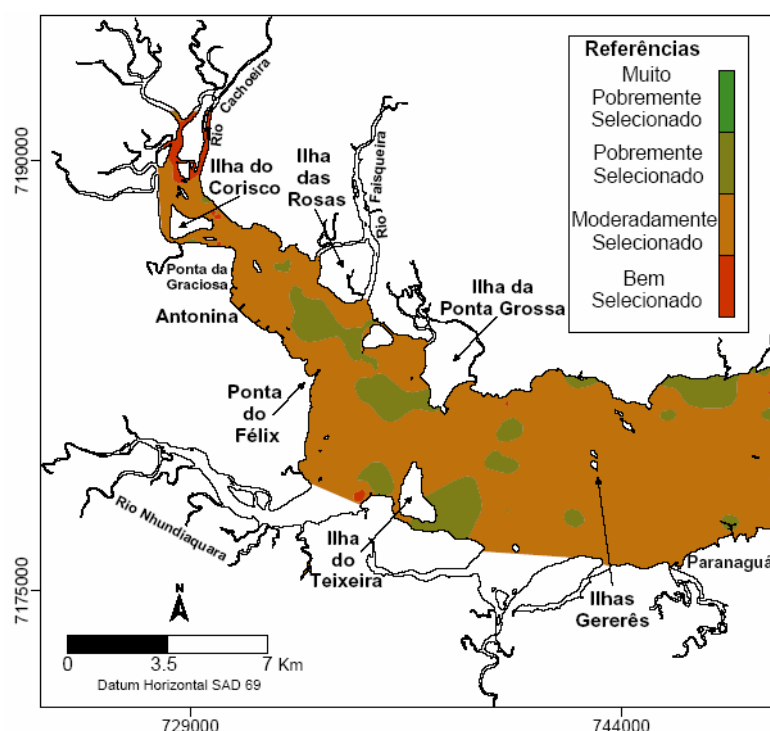 Referências
Muito
Pobremente
Selecionado
Pobremente
Selecionado
Moderadamente
Selecionado
Bem
Selecionado
Rio
Cachoeira
7190000
Ilha do
Corisco
Ilha
das
Rosas
Rio Faisqueira
Ponta da
Graciosa
Ilha da
Ponta Grossa
Antonina
Ponta
do
Félix
Rio Nhundiaquara
Ilha
do
Teixeira
Ilhas
Gererês
Paranaguá
7175000
N
0 3.5 7 Km
Datum Horizontal SAD 69
729000 744000